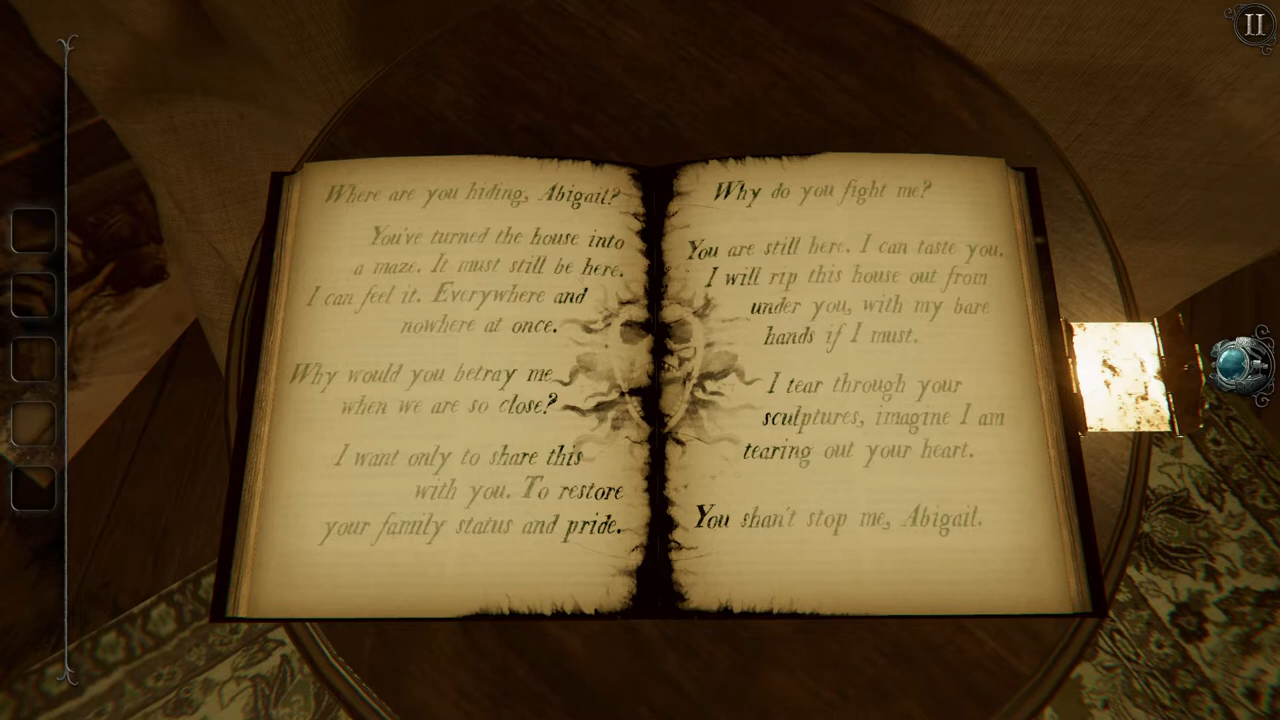 Where are you hiding, Abigail?
You've turned the house into
a maze. It must still be here.
I can feel it. Everywhere and
nowhere at once.
Why would you betray me
when we are so close?
I want only to share this
with you. To restore
your family status and pride.
Why do you fight me?
You are still here. I can taste you.
I will rip this house out from
under you, with my bare
hands if I must.
I tear through your
sculptures, imagine I am
tearing out your heart.
You shan't stop me, Abigail.
II